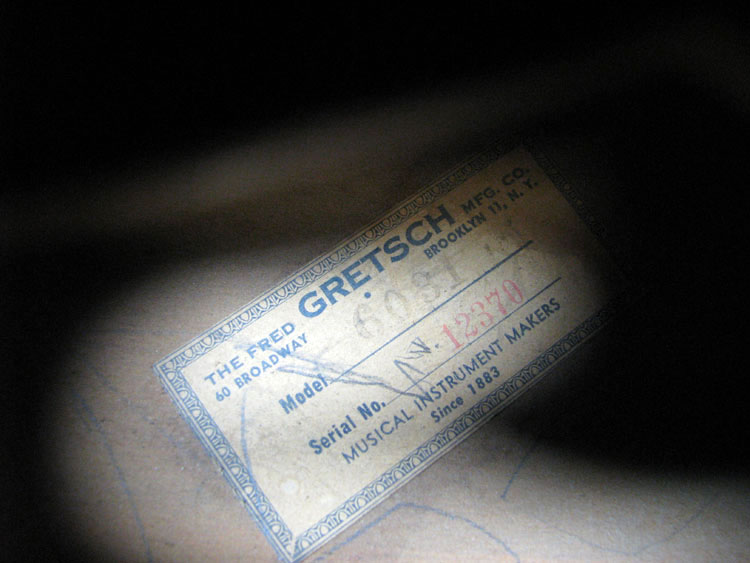 THE FRED GRETSCH MFG. CO.
60 BROADWAY BROOKLYN 11, N. Y.
Model
Serial No. 12370
MUSICAL INSTRUMENT MAKERS
Since 1883